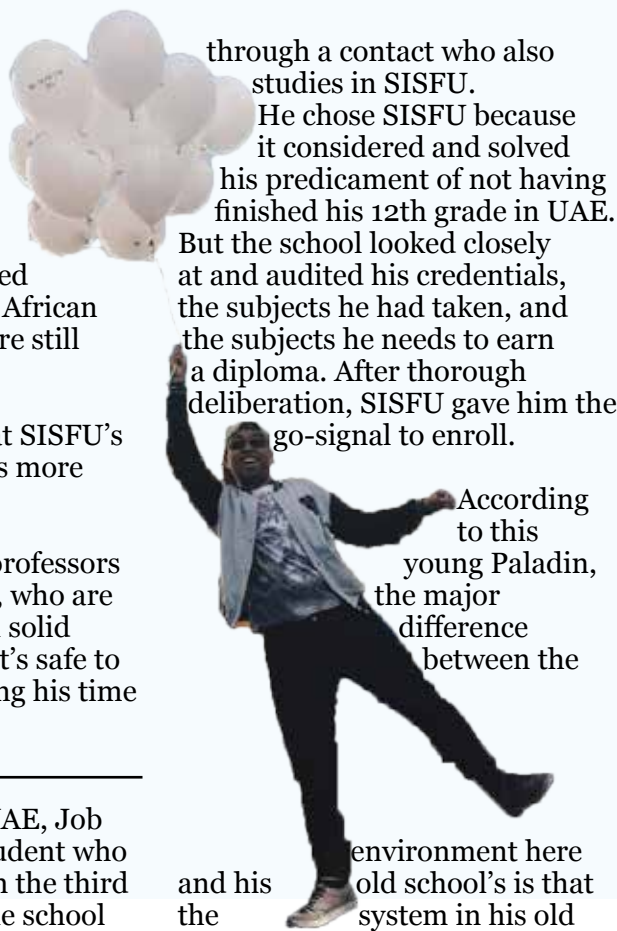 ed
African
re still
t SISFU’s
s more
professors
, who are
solid
t’s safe to
ng his time
UAE, Job
udent who
n the third
e school
through a contact who also
studies in SISFU.
He chose SISFU because
it considered and solved
his predicament of not having
finished his 12th grade in UAE.
But the school looked closely
at and audited his credentials,
the subjects he had taken, and
the subjects he needs to earn
a diploma. After thorough
deliberation, SISFU gave him the
go-signal to enroll.
According
to this
young Paladin,
the major
difference
between the
environment here
and his old school’s is that
the system in his old